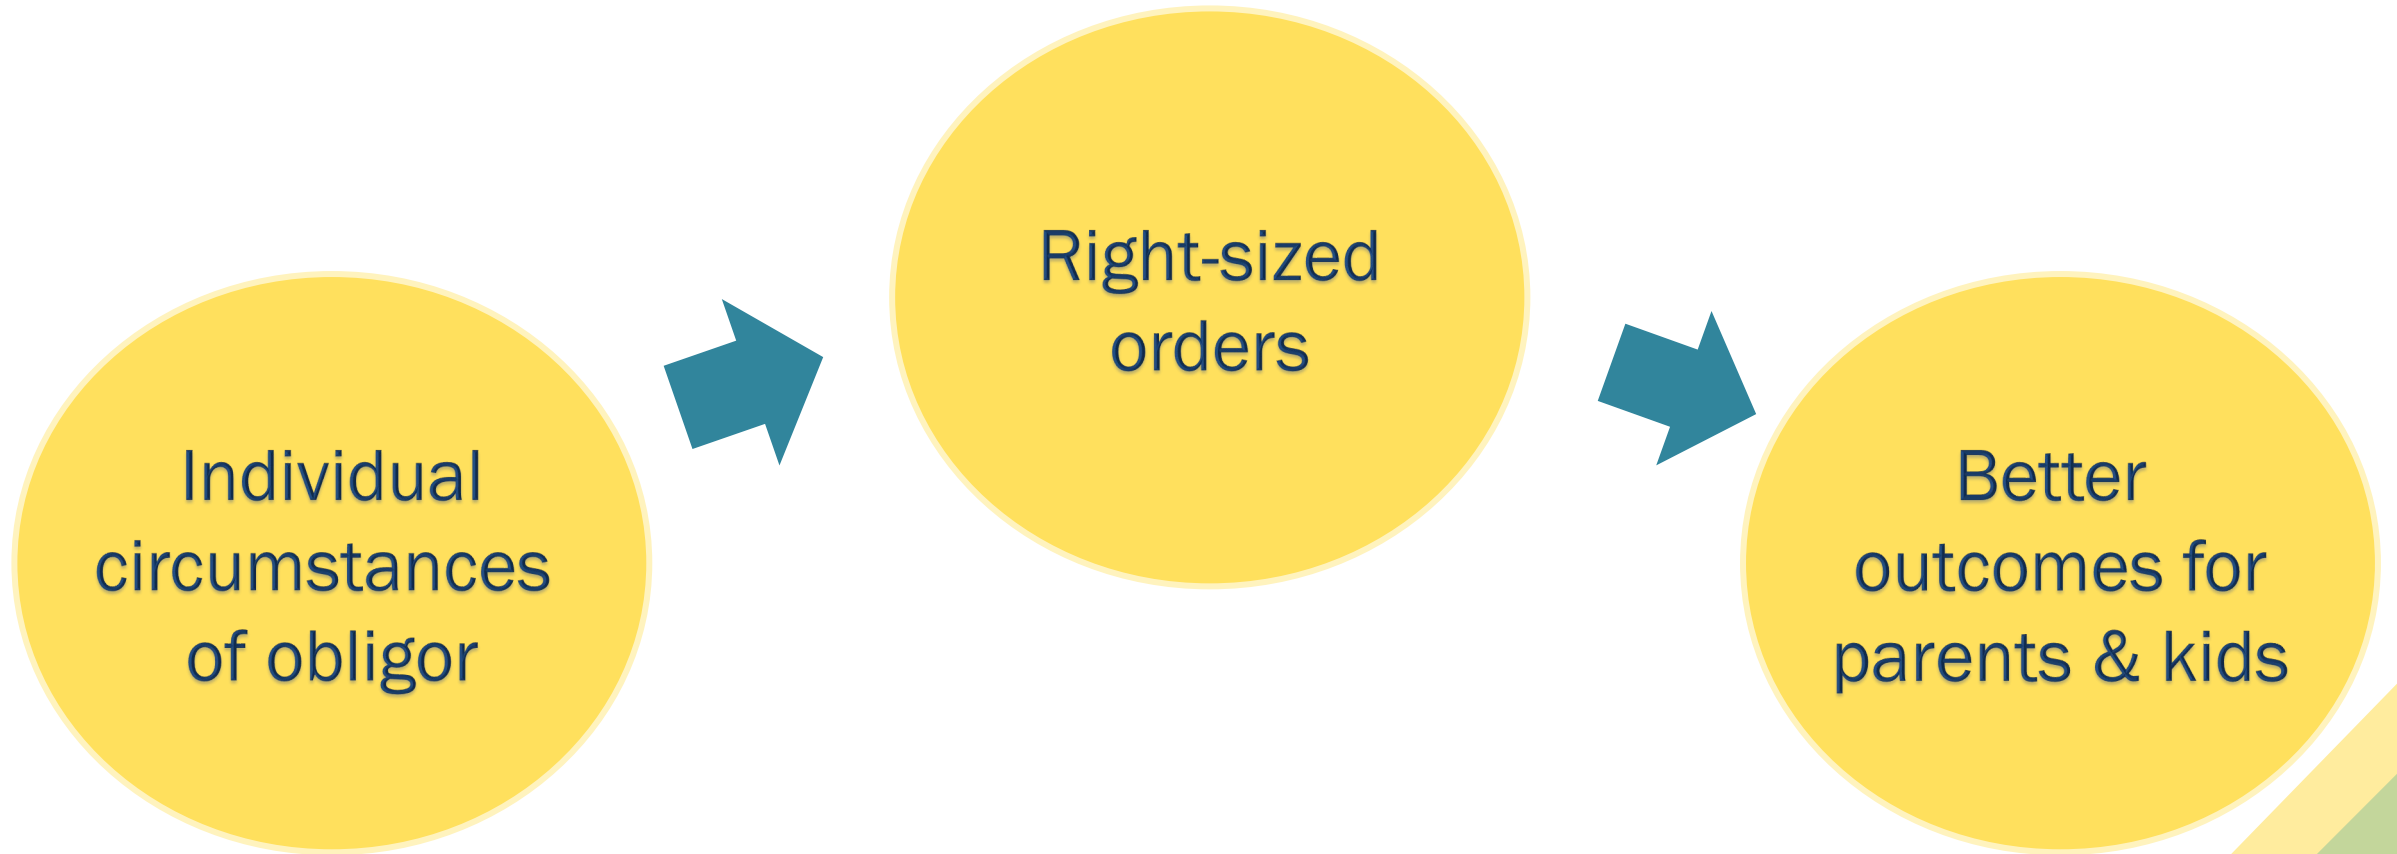 Individual
circumstances
of obligor
Right-sized
orders
Better
outcomes for
parents & kids